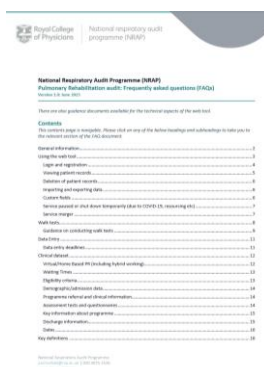 Royal College of Physicians
National respiratory audit programme (NRAP)
National Respiratory Audit Programme (NRAP)
Pulmonary Rehabilitation audit: Frequently asked questions (FAQs)
There are also guidance documents available for the technical aspects of the web tool.
Contents
This contents page is navigable. Please click on any of the below headings and subheadings to take you to
the relevant section of the FAQ document.
General information
Using the web tool
Login and registration
Viewing patient records
Deletion of patient records
Importing and exporting data
Custom fields
Service paused or shut down temporarily (due to COVID-19, resourcing etc)
Service merger
Walk tests
Guidance on conducting walk tests
Data Entry
Data entry deadlines
Clinical dataset
Virtual/Home Based PR (including hybrid working)
Waiting Times
Eligibility criteria
Demographic/admission data
Programme referral and clinical information
Assessment tests and questionnaires
Key information about programme
Discharge information
Dates
Key definitions
National Respiratory Audit Programme